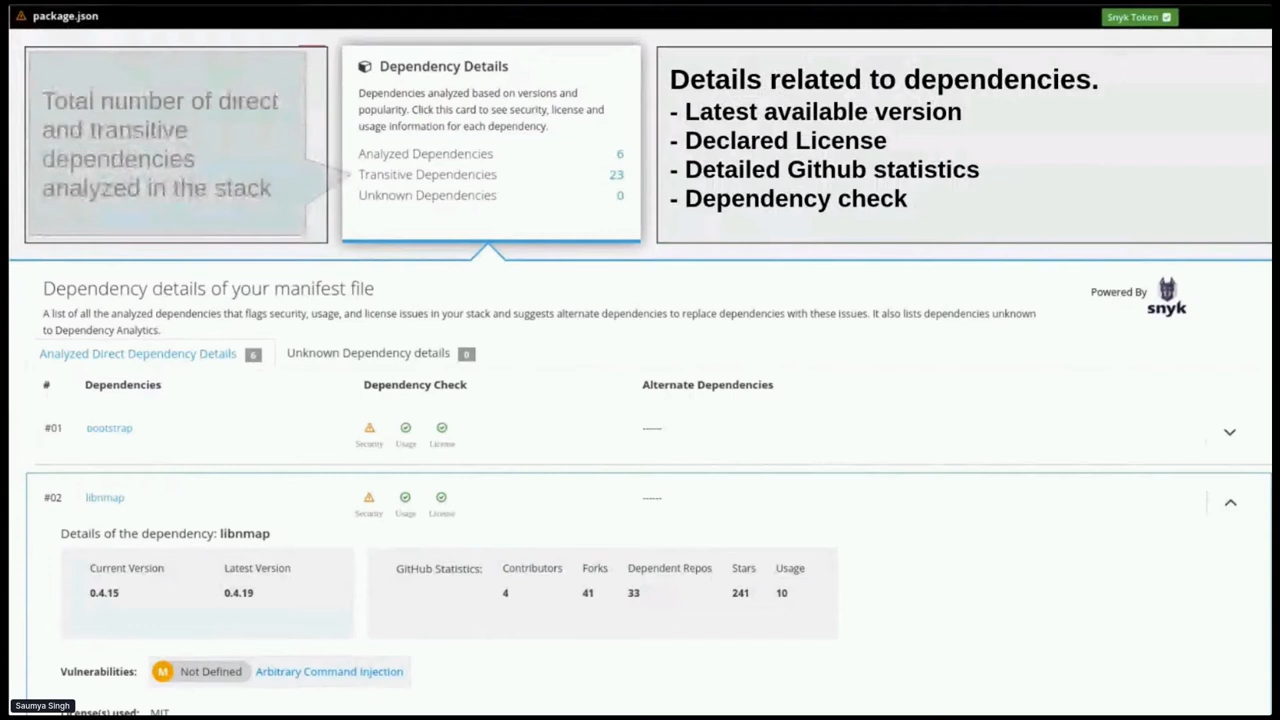 package.json
Snyk Token
Total number of direct
and transitive
dependencies
analyzed in the stack
Dependency Details
Dependencies analyzed based on versions and
popularity. Click this card to see security, license and
usage information for each dependency.
Analyzed Dependencies 6
Transitive Dependencies 23
Unknown Dependencies 0
Details related to dependencies.
- Latest available version
- Declared License
- Detailed Github statistics
- Dependency check
Dependency details of your manifest file
A list of all the analyzed dependencies that flags security, usage, and license issues in your stack and suggests alternate dependencies to replace dependencies with these issues. It also lists dependencies unknown
to Dependency Analytics.
Powered By
snyk
Analyzed Direct Dependency Details 6 Unknown Dependency details 0
# Dependencies Dependency Check Alternate Dependencies
#01 bootstrap ------
Security Usage License
#02 libnmap ------
Security Usage License
Details of the dependency: libnmap
Current Version Latest Version GitHub Statistics: Contributors Forks Dependent Repos Stars Usage
0.4.15 0.4.19 4 41 33 241 10
Vulnerabilities: M Not Defined Arbitrary Command Injection
Saumya Singh
License(s) used: MIT